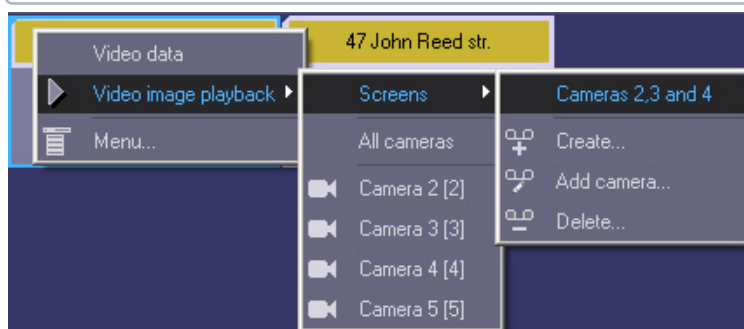 47 John Reed str.
Video data
Video image playback
Menu...
Screens
All cameras
Camera 2 [2]
Camera 3 [3]
Camera 4 [4]
Camera 5 [5]
Cameras 2,3 and 4
Create...
Add camera...
Delete...